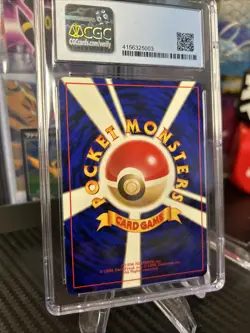 CGC
CGCcards.com/verify
4156325003
POCKET MONSTERS
CARD GAME